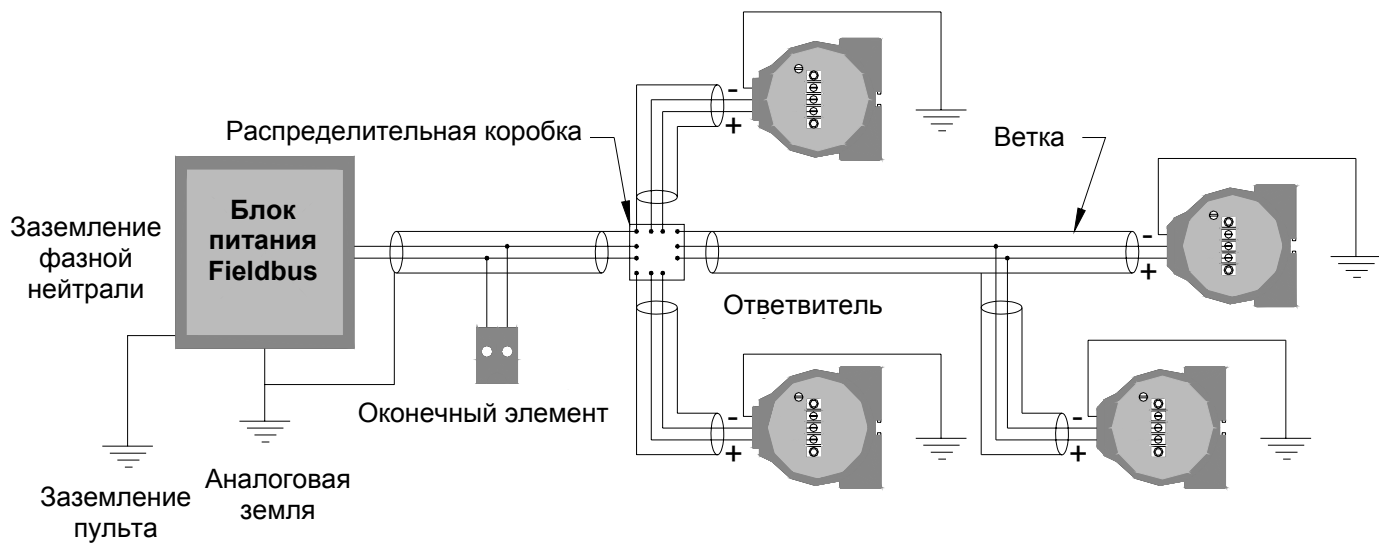 Распределительная коробка
Ветка
Блок
питания
Fieldbus
Заземление
фазной
нейтрали
Ответвитель
Оконечный элемент
Аналоговая
земля
Заземление
пульта
-
+
-
+
-
+
-
+